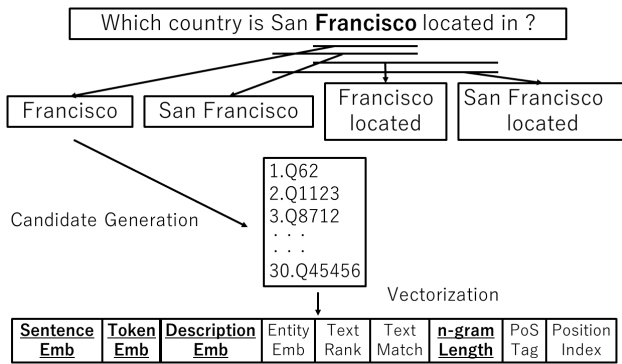 Which country is San Francisco located in ?
Francisco
San Francisco
Francisco
located
San Francisco
located
1.Q62
2.Q1123
3.Q8712
. . .
. . .
30.Q45456
Candidate Generation
Vectorization
Sentence
Emb
Token
Emb
Description
Emb
Entity
Emb
Text
Rank
Text
Match
n-gram
Length
PoS
Tag
Position
Index